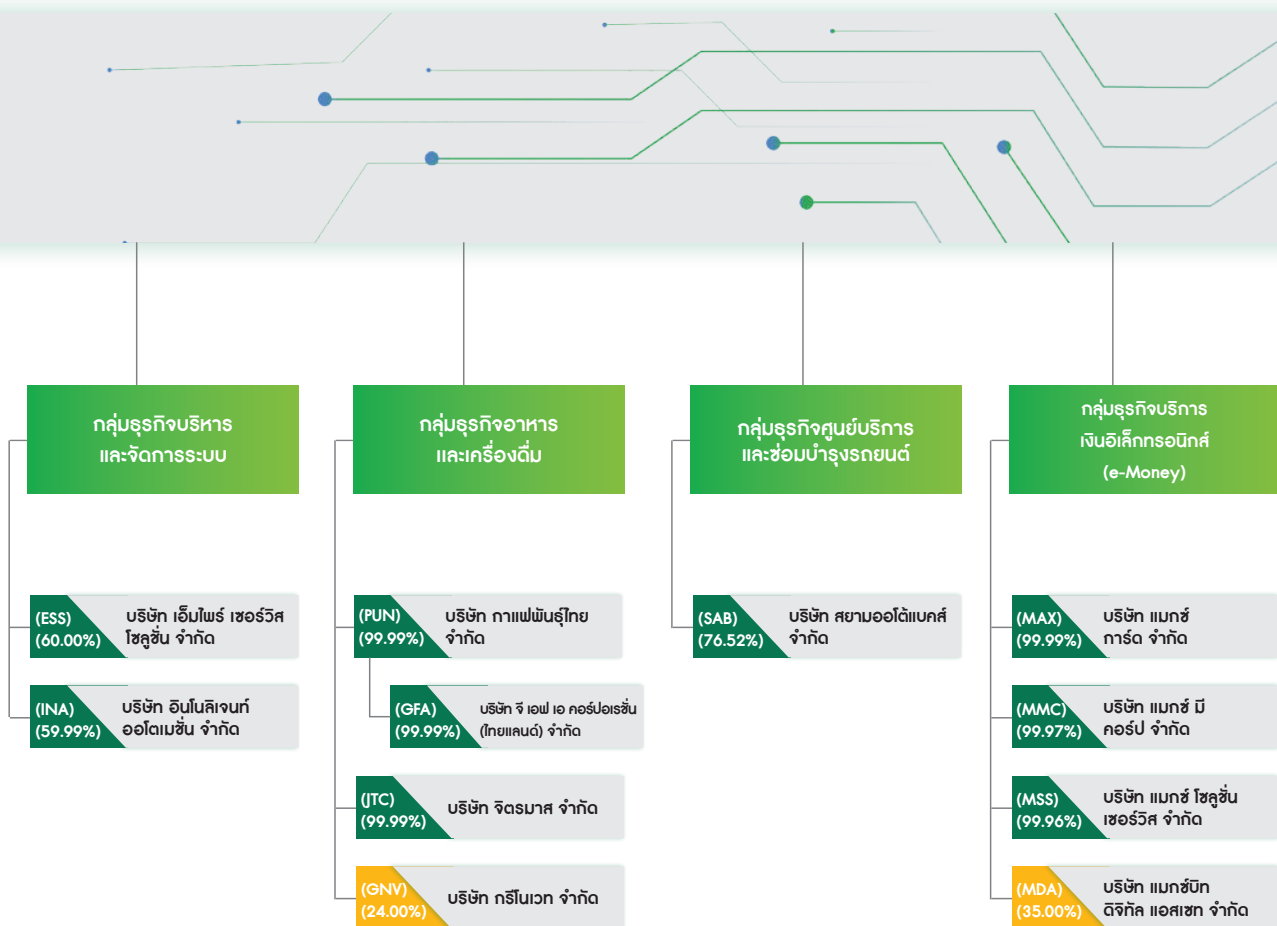 กลุ่มธุรกิจบริหาร
และจัดการระบบ
(ESS)
(60.00%)
บริษัท เอ็มไพร์ เซอร์วิส
โซลูชั่น จำกัด
(INA)
(59.99%)
บริษัท อินโนลิเจนท์
ออโตเมชั่น จำกัด
กลุ่มธุรกิจอาหาร
และเครื่องดื่ม
(PUN)
(99.99%)
บริษัท กาแฟพันธุ์ไทย
จำกัด
(GFA)
(99.99%)
บริษัท จี เอฟ เอ คอร์ปอเรชั่น
(ไทยแลนด์) จำกัด
(JTC)
(99.99%)
บริษัท จิตรมาส จำกัด
(GNV)
(24.00%)
บริษัท กรีโนเวท จำกัด
กลุ่มธุรกิจศูนย์บริการ
และซ่อมบำรุงรถยนต์
(SAB)
(76.52%)
บริษัท สยามออโต้แบคส์
จำกัด
กลุ่มธุรกิจบริการ
เงินอิเล็กทรอนิกส์
(e-Money)
(MAX)
(99.99%)
บริษัท แมกซ์
การ์ด จำกัด
(MMC)
(99.97%)
บริษัท แมกซ์ มี
คอร์ป จำกัด
(MSS)
(99.96%)
บริษัท แมกซ์ โซลูชั่น
เซอร์วิส จำกัด
(MDA)
(35.00%)
บริษัท แมกซ์บิท
ดิจิทัล แอสเซท จำกัด